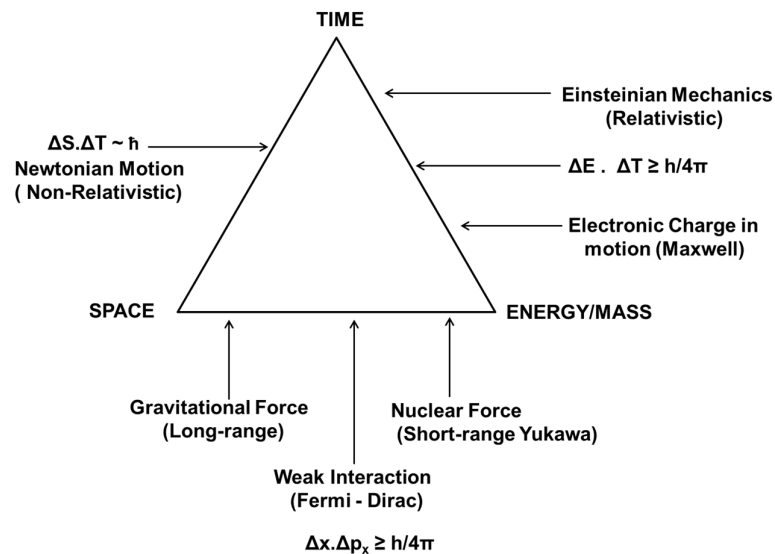 TIME
Einsteinian Mechanics
(Relativistic)
ΔS.ΔT ~ ħ
Newtonian Motion
( Non-Relativistic)
ΔE . ΔT ≥ h/4π
Electronic Charge in
motion (Maxwell)
SPACE
ENERGY/MASS
Gravitational Force
(Long-range)
Nuclear Force
(Short-range Yukawa)
Weak Interaction
(Fermi - Dirac)
Δx.Δpₓ ≥ h/4π